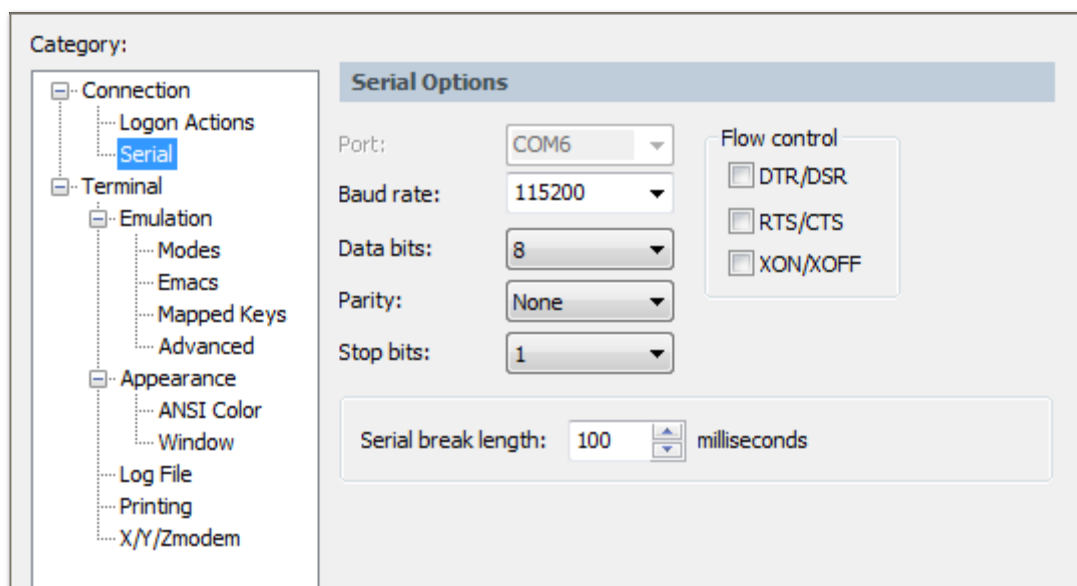 Category:
Connection
Logon Actions
Serial
Terminal
Emulation
Modes
Emacs
Mapped Keys
Advanced
Appearance
ANSI Color
Window
Log File
Printing
X/Y/Zmodem
Serial Options
Port: COM6
Baud rate: 115200
Data bits: 8
Parity: None
Stop bits: 1
Flow control
DTR/DSR
RTS/CTS
XON/XOFF
Serial break length: 100 milliseconds